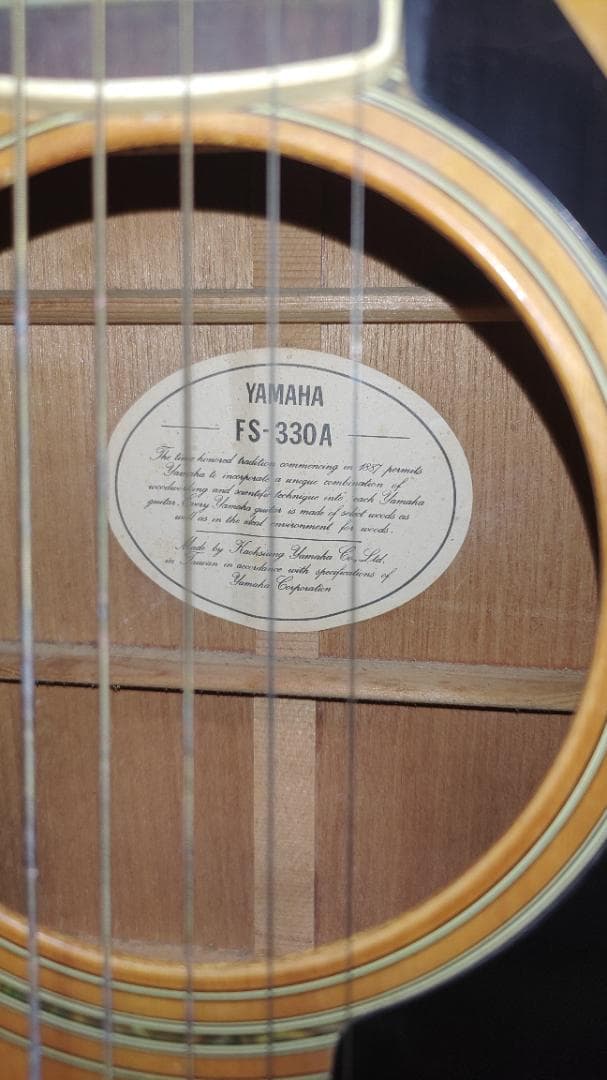 YAMAHA
FS-330A
The time honored tradition commencing in 1887 permits
Yamaha to incorporate a unique combination of
woodworking and scientific technique into each Yamaha
guitar. Every Yamaha guitar is made of select woods as
well as in the ideal environment for woods.
Made by Kaohsiung Yamaha Co., Ltd.
in Taiwan in accordance with specifications of
Yamaha Corporation